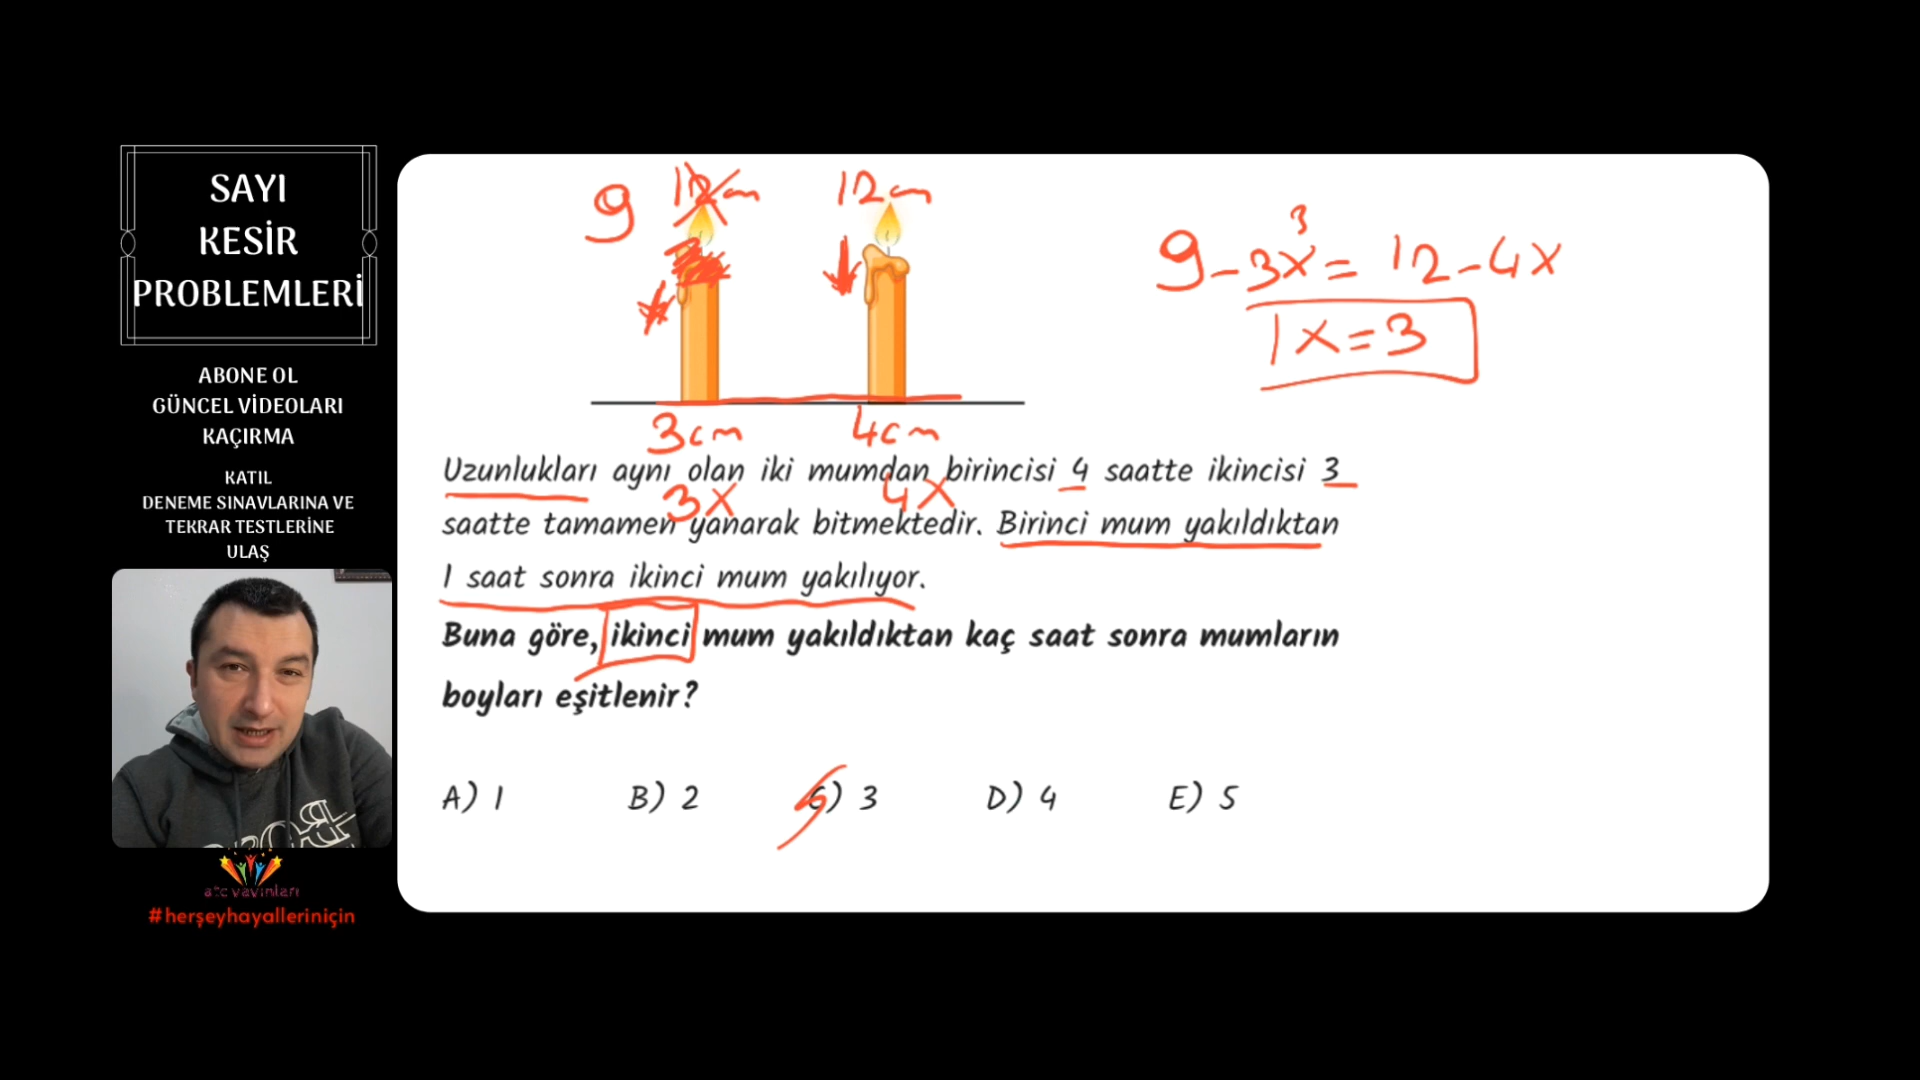 SAYI
KESİR
PROBLEMLERİ
ABONE OL
GÜNCEL VİDEOLARI
KAÇIRMA
KATIL
DENEME SINAVLARINA VE
TEKRAR TESTLERİNE
ULAŞ
atc yayınları
#herşeyhayalleriniçin
9 12cm 12cm
3cm 4cm
Uzunlukları aynı olan iki mumdan birincisi 4 saatte ikincisi 3
3x 4x
saatte tamamen yanarak bitmektedir. Birinci mum yakıldıktan
1 saat sonra ikinci mum yakılıyor.
Buna göre, ikinci mum yakıldıktan kaç saat sonra mumların
boyları eşitlenir?
A) 1 B) 2 C) 3 D) 4 E) 5
3
9-3x = 12-4x
1x=3